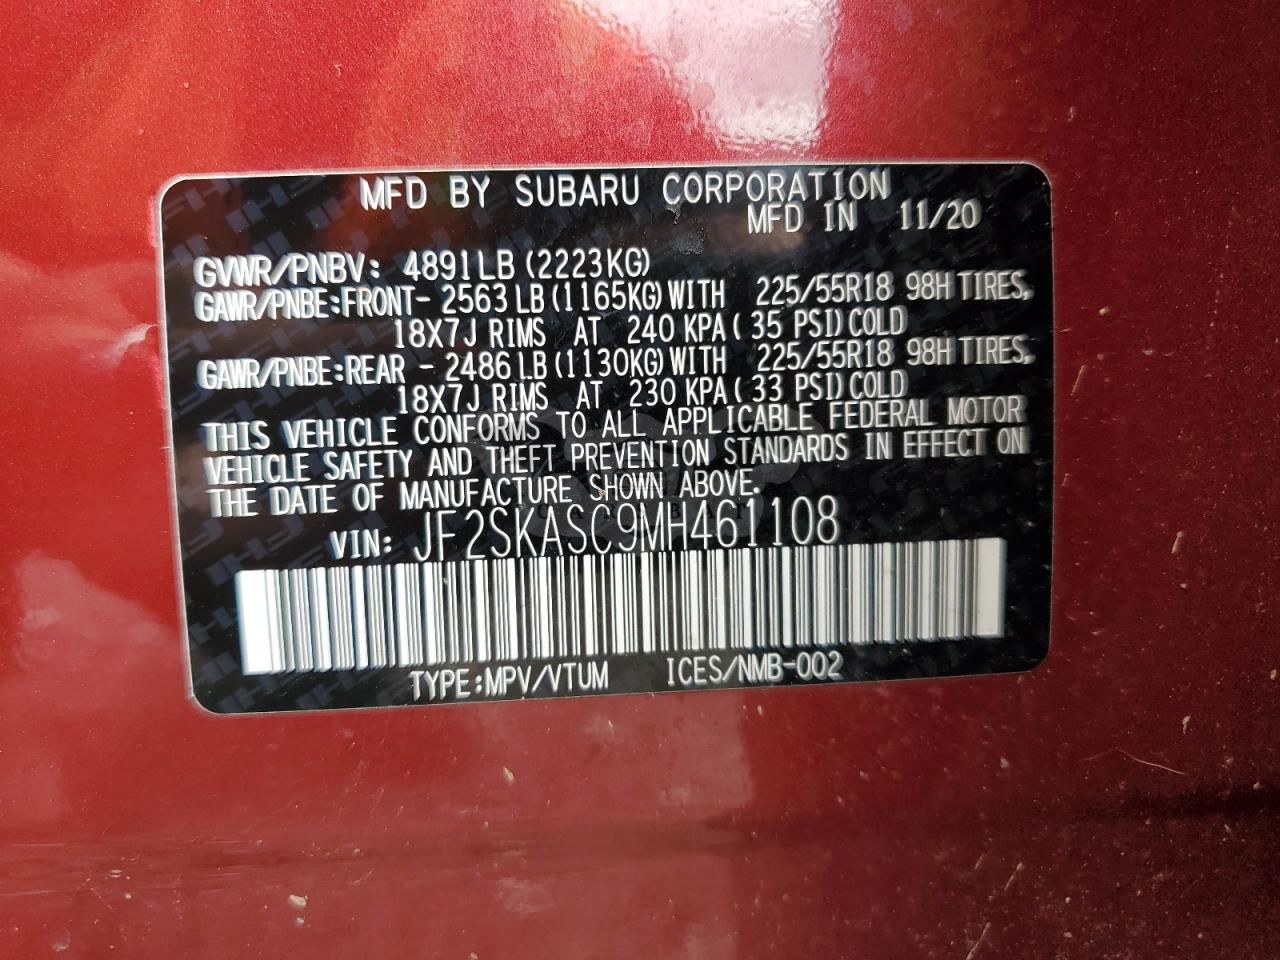 MFD BY SUBARU CORPORATION
MFD IN 11/20
GVWR/PNBV: 4891LB (2223KG)
GAWR/PNBE:FRONT- 2563 LB (1165KG) WITH 225/55R18 98H TIRES,
18X7J RIMS AT 240 KPA ( 35 PSI) COLD
GAWR/PNBE:REAR - 2486 LB (1130KG) WITH 225/55R18 98H TIRES,
18X7J RIMS AT 230 KPA ( 33 PSI) COLD
THIS VEHICLE CONFORMS TO ALL APPLICABLE FEDERAL MOTOR
VEHICLE SAFETY AND THEFT PREVENTION STANDARDS IN EFFECT ON
THE DATE OF MANUFACTURE SHOWN ABOVE.
VIN: JF2SKASC9MH461108
TYPE:MPV/VTUM ICES/NMB-002